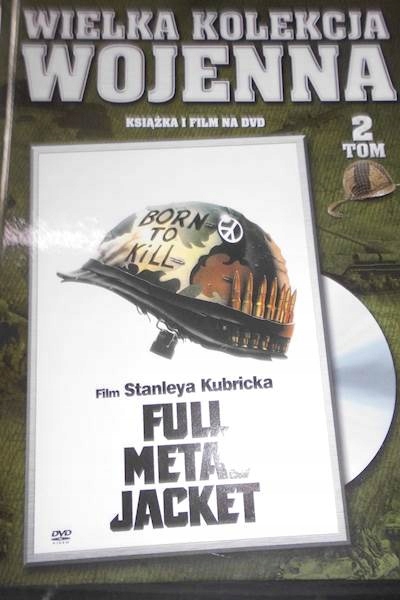 WIELKA KOLEKCJA
WOJENNA
KSIĄŻKA I FILM NA DVD
2
TOM
BORN
TO
KILL
Film Stanleya Kubricka
FULL
METAL
JACKET
DVD
VIDEO